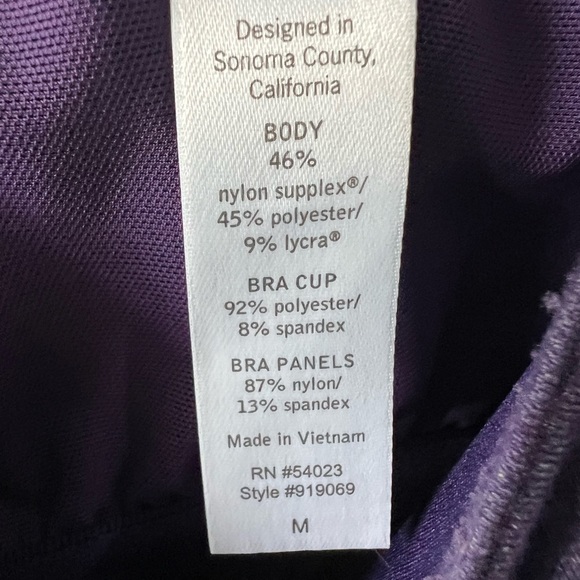 Designed in
Sonoma County,
California
BODY
46%
nylon supplex®/
45% polyester/
9% lycra®
BRA CUP
92% polyester/
8% spandex
BRA PANELS
87% nylon/
13% spandex
Made in Vietnam
RN #54023
Style #919069
M